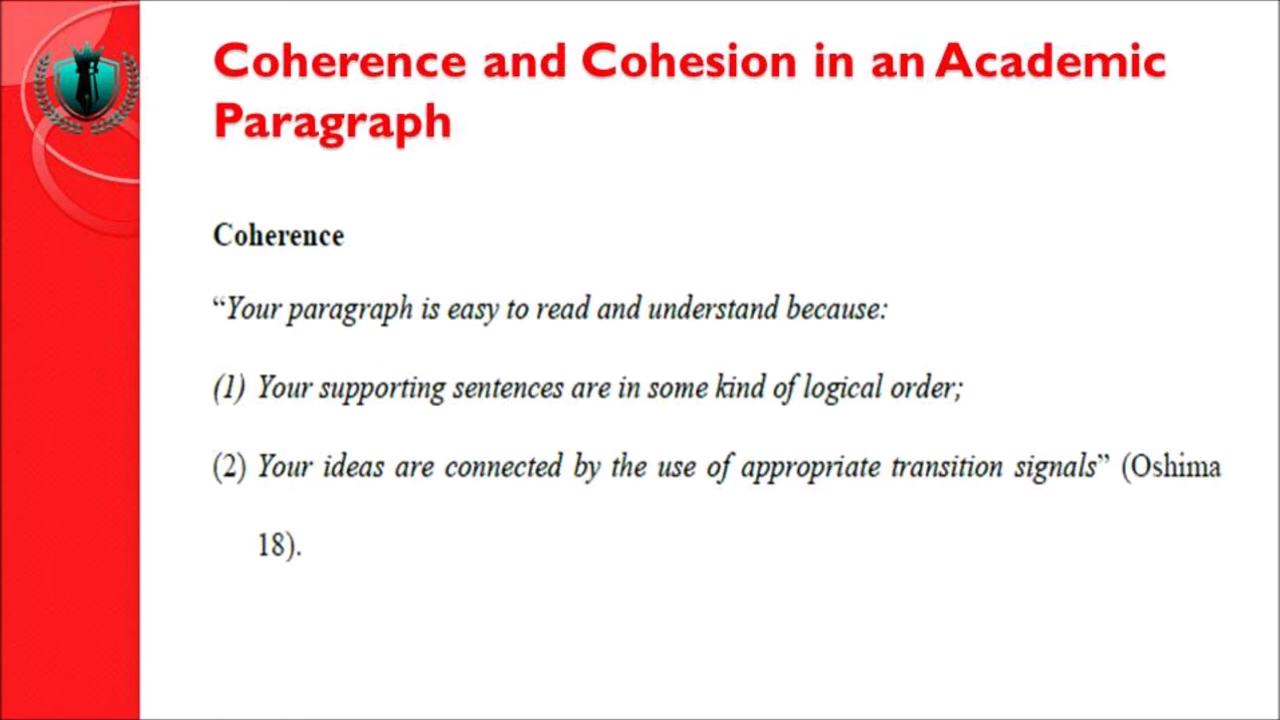 Coherence and Cohesion in an Academic
Paragraph
Coherence
“Your paragraph is easy to read and understand because:
(1) Your supporting sentences are in some kind of logical order;
(2) Your ideas are connected by the use of appropriate transition signals” (Oshima
18).